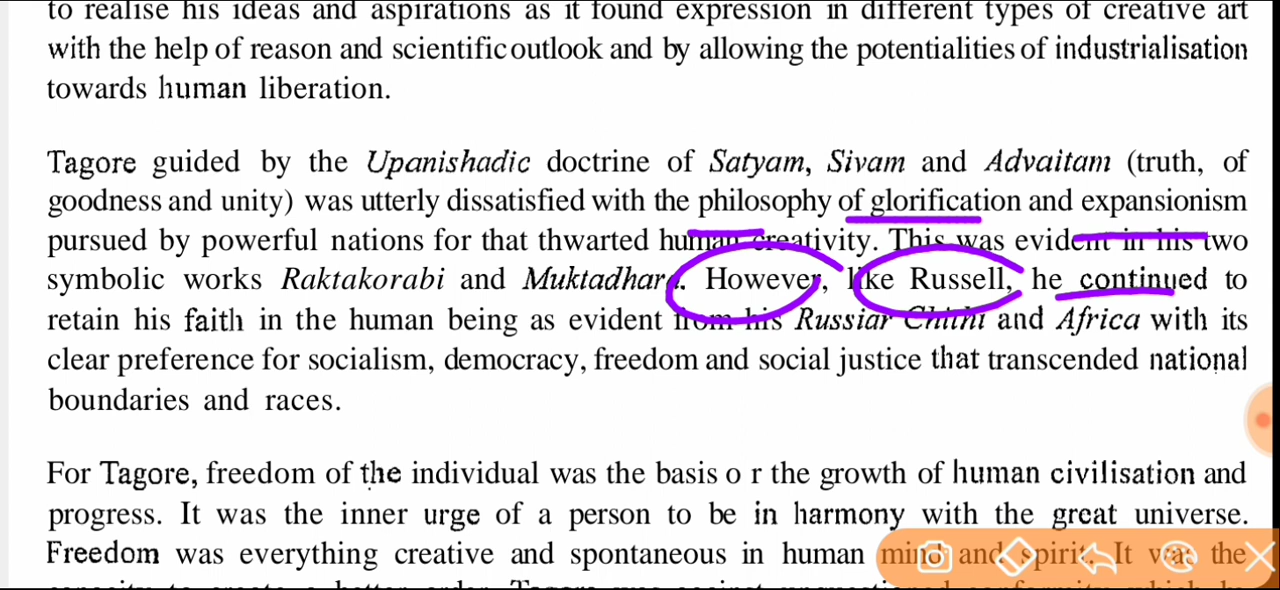 to realise his ideas and aspirations as it found expression in different types of creative art
with the help of reason and scientific outlook and by allowing the potentialities of industrialisation
towards human liberation.
Tagore guided by the Upanishadic doctrine of Satyam, Sivam and Advaitam (truth, of
goodness and unity) was utterly dissatisfied with the philosophy of glorification and expansionism
pursued by powerful nations for that thwarted human creativity. This was evident in his two
symbolic works Raktakorabi and Muktadhara. However, like Russell, he continued to
retain his faith in the human being as evident from his Russiar Chithi and Africa with its
clear preference for socialism, democracy, freedom and social justice that transcended national
boundaries and races.
For Tagore, freedom of the individual was the basis o r the growth of human civilisation and
progress. It was the inner urge of a person to be in harmony with the great universe.
Freedom was everything creative and spontaneous in human mind and spirit. It was the